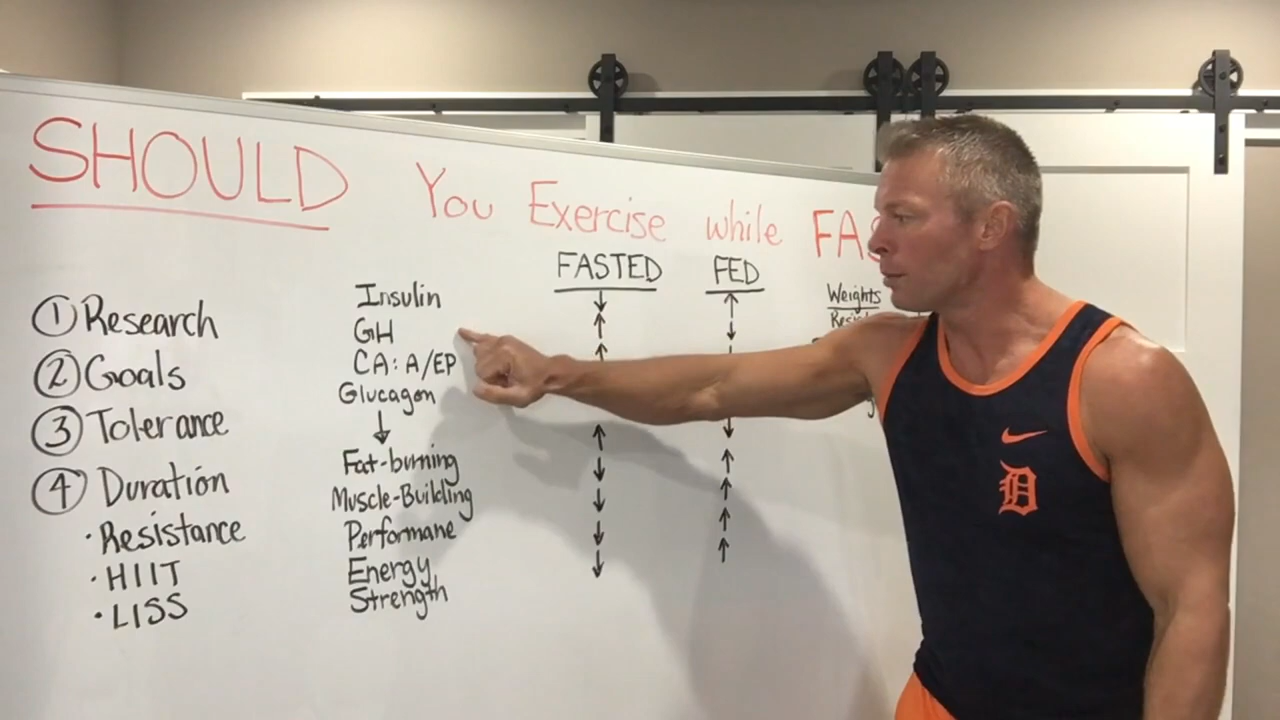 SHOULD You Exercise while FAS
FASTED FED
① Research
② Goals
③ Tolerance
④ Duration
· Resistance
· HIIT
· LISS
Insulin ↓ ↑
GH ↑ ↓
CA: A/EP ↑
Glucagon
↓
Fat-burning ↑ ↓
Muscle-Building ↓ ↑
Performane ↓ ↑
Energy ↓ ↑
Strength ↓ ↑
Weights
D